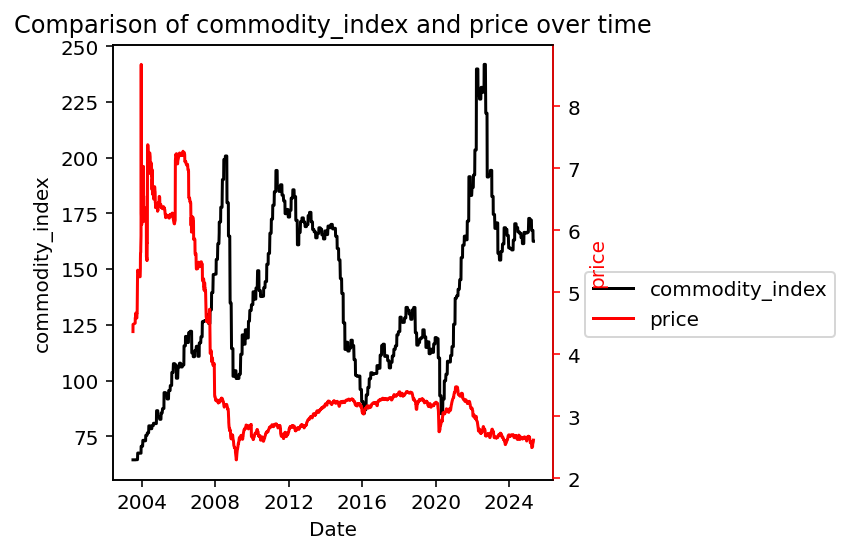 Comparison of commodity_index and price over time
250
225
200
175
150
125
100
75
commodity_index
8
7
6
5
4
3
2
price
commodity_index
price
2004 2008 2012 2016 2020 2024
Date